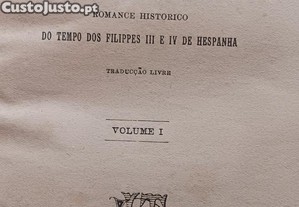 CustoJusto.pt
ROMANCE HISTORICO
DO TEMPO DOS FILIPPES III E IV DE HESPANHA
TRADUCÇÃO LIVRE
VOLUME I